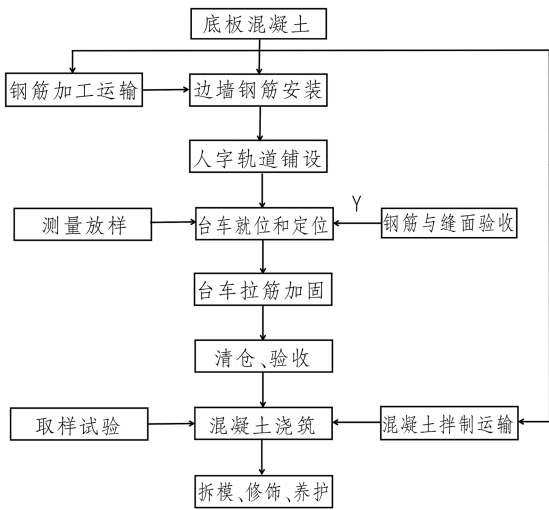 底板混凝土
钢筋加工运输
边墙钢筋安装
人字轨道铺设
Y
测量放样
台车就位和定位
钢筋与缝面验收
台车拉筋加固
清仓、验收
取样试验
混凝土浇筑
混凝土拌制运输
拆模、修饰、养护